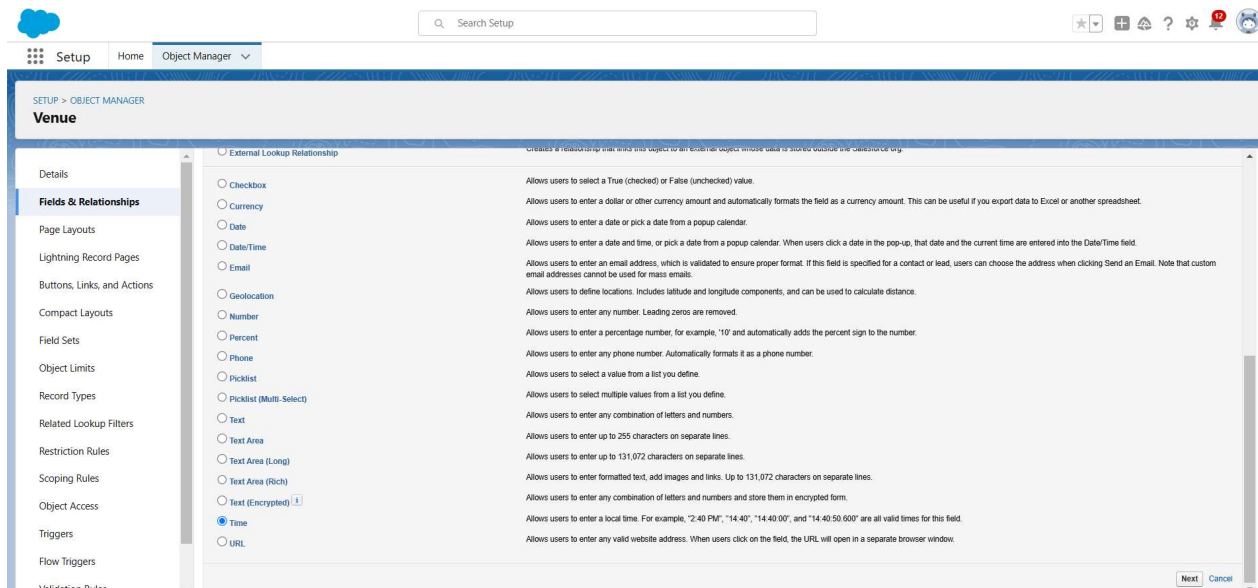 Search Setup
12
Setup
Home
Object Manager
SETUP > OBJECT MANAGER
Venue
Details
Fields & Relationships
Page Layouts
Lightning Record Pages
Buttons, Links, and Actions
Compact Layouts
Field Sets
Object Limits
Record Types
Related Lookup Filters
Restriction Rules
Scoping Rules
Object Access
Triggers
Flow Triggers
Validation Rules
External Lookup Relationship
Creates a relationship that links this object to an external object whose data is stored outside the Salesforce org.
Checkbox
Allows users to select a True (checked) or False (unchecked) value.
Currency
Allows users to enter a dollar or other currency amount and automatically formats the field as a currency amount. This can be useful if you export data to Excel or another spreadsheet.
Date
Allows users to enter a date or pick a date from a popup calendar.
Date/Time
Allows users to enter a date and time, or pick a date from a popup calendar. When users click a date in the pop-up, that date and the current time are entered into the Date/Time field.
Email
Allows users to enter an email address, which is validated to ensure proper format. If this field is specified for a contact or lead, users can choose the address when clicking Send an Email. Note that custom
email addresses cannot be used for mass emails.
Geolocation
Allows users to define locations. Includes latitude and longitude components, and can be used to calculate distance.
Number
Allows users to enter any number. Leading zeros are removed.
Percent
Allows users to enter a percentage number, for example, '10' and automatically adds the percent sign to the number.
Phone
Allows users to enter any phone number. Automatically formats it as a phone number.
Picklist
Allows users to select a value from a list you define.
Picklist (Multi-Select)
Allows users to select multiple values from a list you define.
Text
Allows users to enter any combination of letters and numbers.
Text Area
Allows users to enter up to 255 characters on separate lines.
Text Area (Long)
Allows users to enter up to 131,072 characters on separate lines.
Text Area (Rich)
Allows users to enter formatted text, add images and links. Up to 131,072 characters on separate lines.
Text (Encrypted) i
Allows users to enter any combination of letters and numbers and store them in encrypted form.
Time
Allows users to enter a local time. For example, "2:40 PM", "14:40", "14:40:00", and "14:40:50.600" are all valid times for this field.
URL
Allows users to enter any valid website address. When users click on the field, the URL will open in a separate browser window.
Next
Cancel